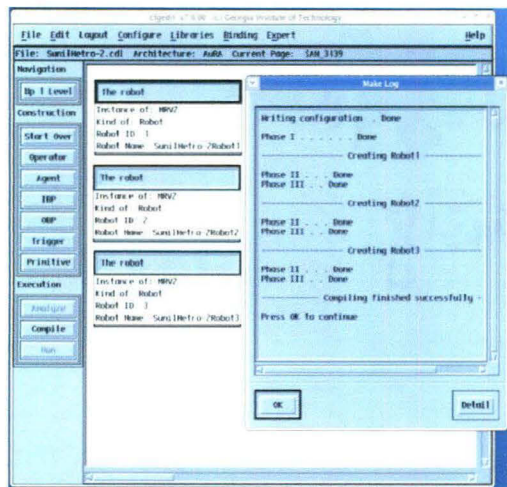 cfgedit v7.0.00 (c) Georgia Institute of Technology
File Edit Layout Configure Libraries Binding Expert Help
File: SunilMetro-2.cdl Architecture: AuRA Current Page: SAN_3139
Navigation
Up 1 Level
Construction
Start Over
Operator
Agent
IBP
OBP
Trigger
Primitive
Execution
Analyze
Compile
Run
The robot
Instance of: MRV2
Kind of: Robot
Robot ID 1
Robot Name SunilMetro-2Robot1
The robot
Instance of: MRV2
Kind of: Robot
Robot ID 2
Robot Name SunilMetro-2Robot2
The robot
Instance of: MRV2
Kind of: Robot
Robot ID 3
Robot Name SunilMetro-2Robot3
Make Log
Writing configuration . Done
Phase I . . . . . . Done
Creating Robot1
Phase II . . . Done
Phase III . . Done
Creating Robot2
Phase II . . . Done
Phase III . . Done
Creating Robot3
Phase II . . . Done
Phase III . . Done
Compiling finished successfully -
Press OK to continue
OK
Detail